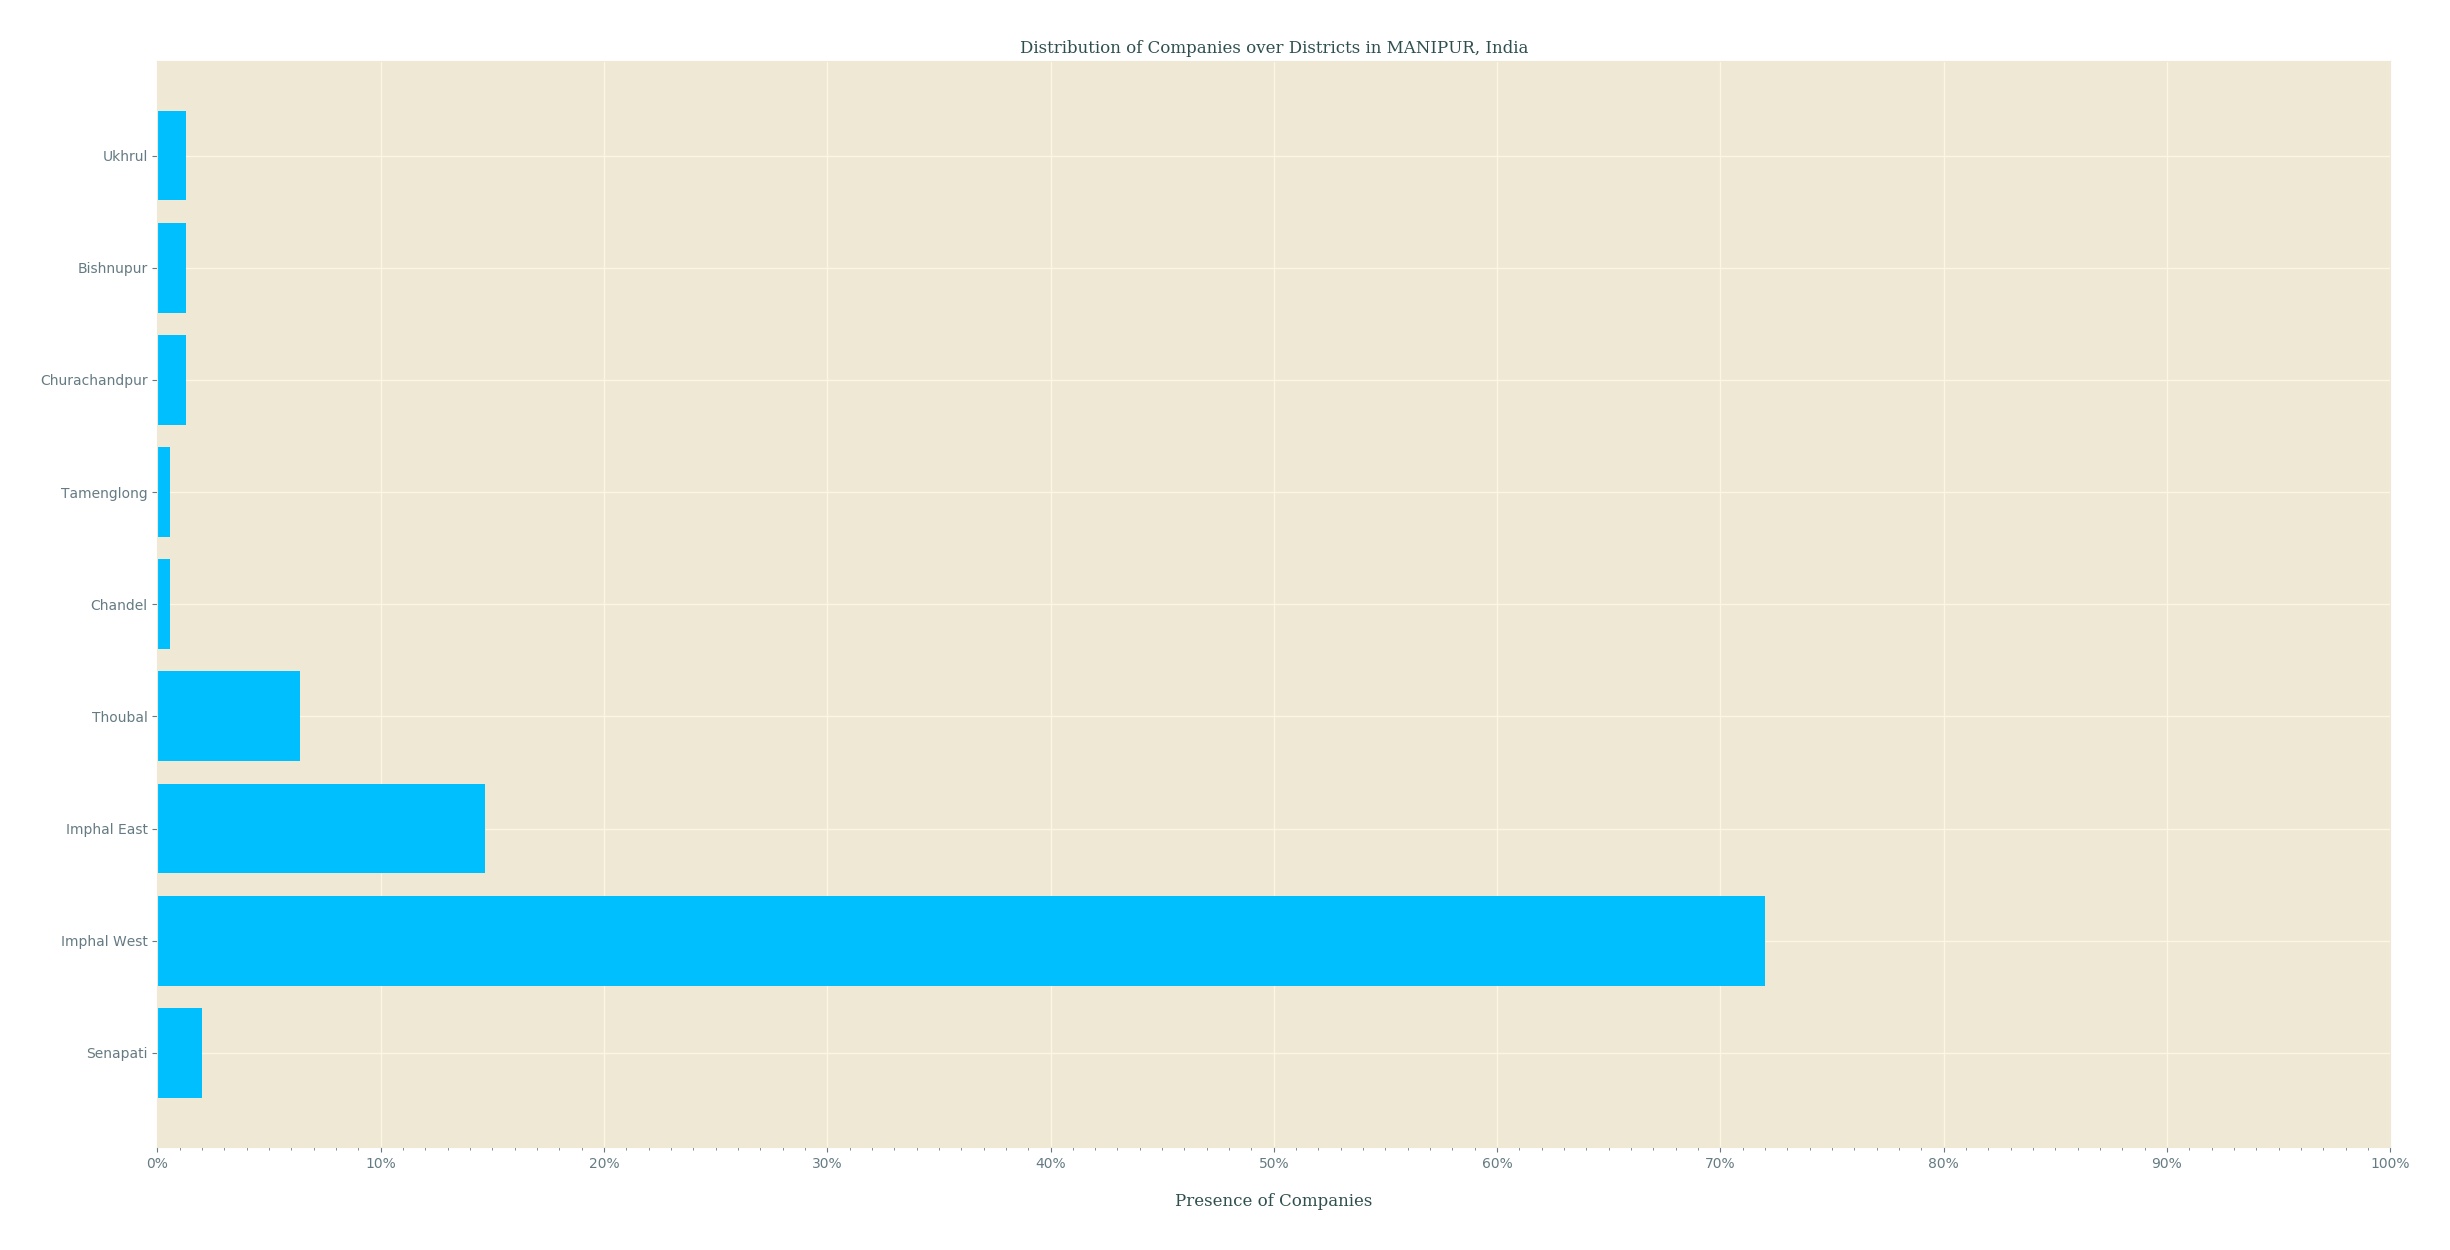 Distribution of Companies over Districts in MANIPUR, India
Ukhrul
Bishnupur
Churachandpur
Tamenglong
Chandel
Thoubal
Imphal East
Imphal West
Senapati
0% 10% 20% 30% 40% 50% 60% 70% 80% 90% 100%
Presence of Companies